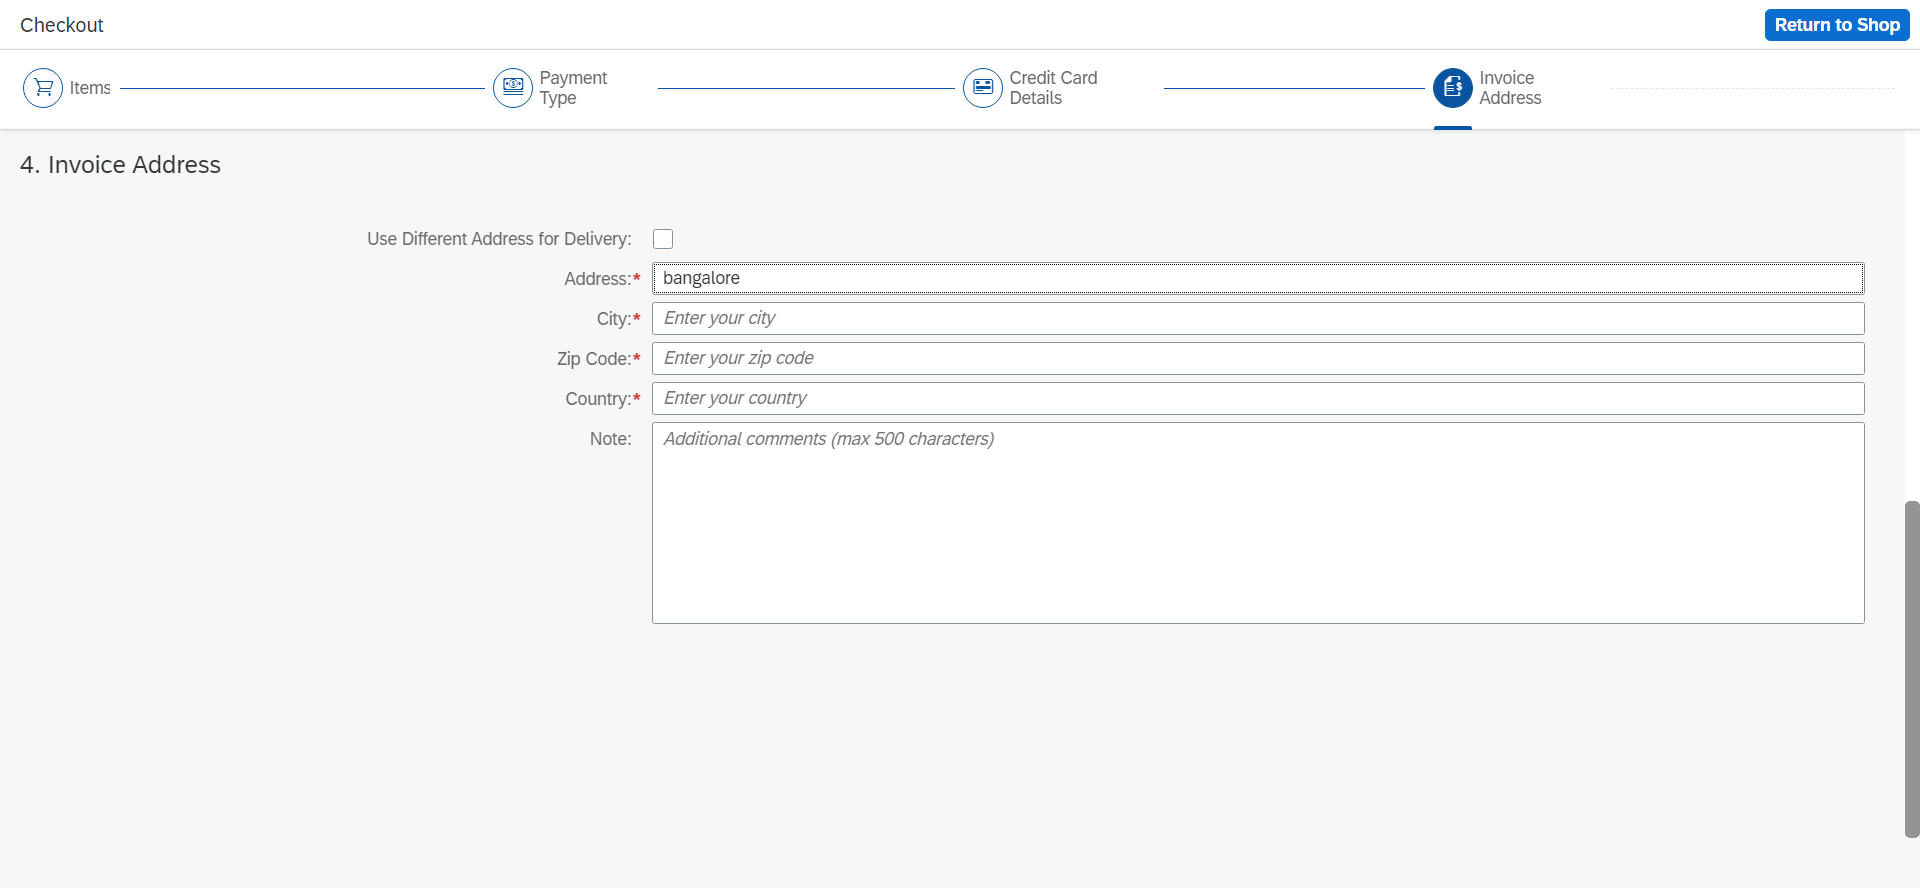 Checkout
Return to Shop
Items
Payment
Type
Credit Card
Details
Invoice
Address
4. Invoice Address
Use Different Address for Delivery:
Address:* bangalore
City:* Enter your city
Zip Code:* Enter your zip code
Country:* Enter your country
Note: Additional comments (max 500 characters)